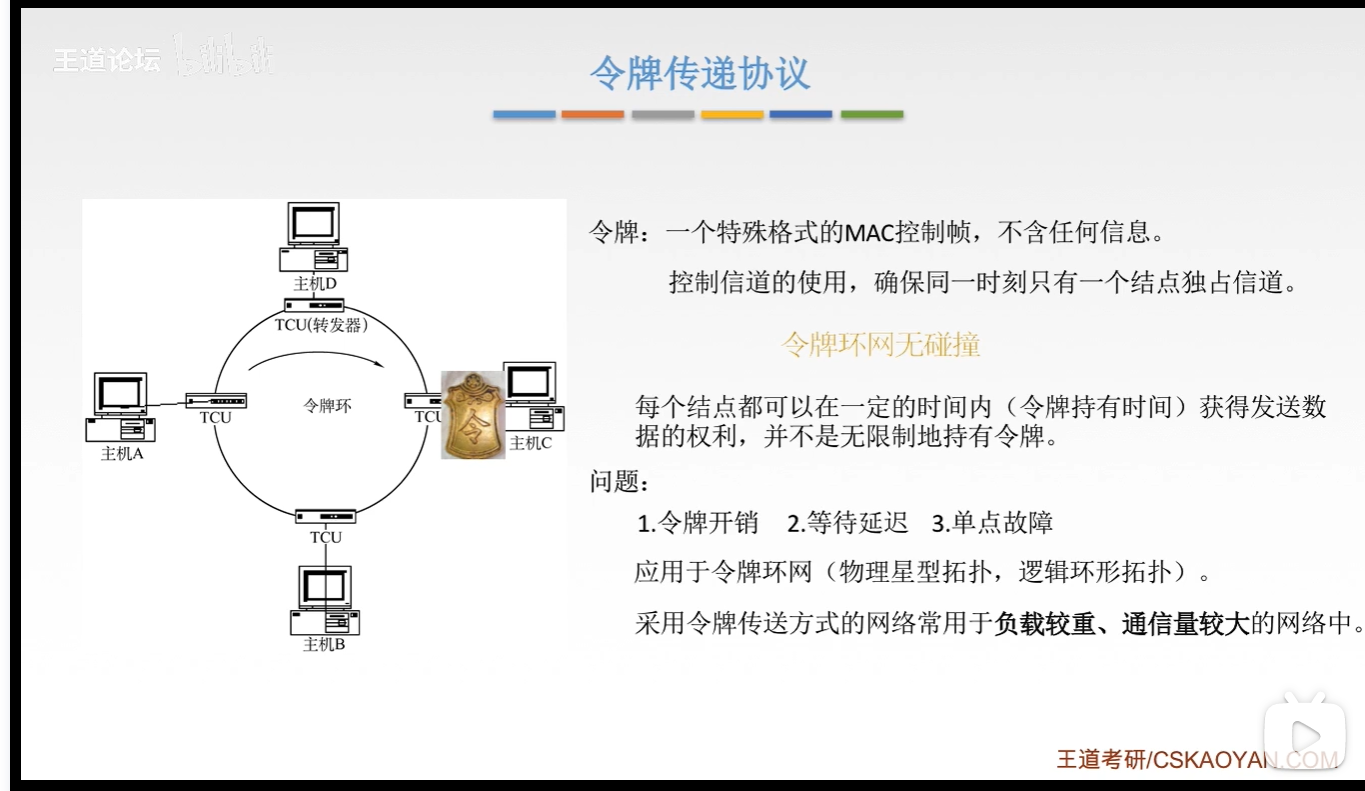 王道论坛 bilibili
令牌传递协议
主机D
TCU(转发器)
令牌环
TCU
TCU
令
主机A
主机C
TCU
主机B
令牌：一个特殊格式的MAC控制帧，不含任何信息。
控制信道的使用，确保同一时刻只有一个结点独占信道。
令牌环网无碰撞
每个结点都可以在一定的时间内（令牌持有时间）获得发送数
据的权利，并不是无限制地持有令牌。
问题：
1.令牌开销 2.等待延迟 3.单点故障
应用于令牌环网（物理星型拓扑，逻辑环形拓扑）。
采用令牌传送方式的网络常用于负载较重、通信量较大的网络中。
王道考研/CSKAOYAN.COM